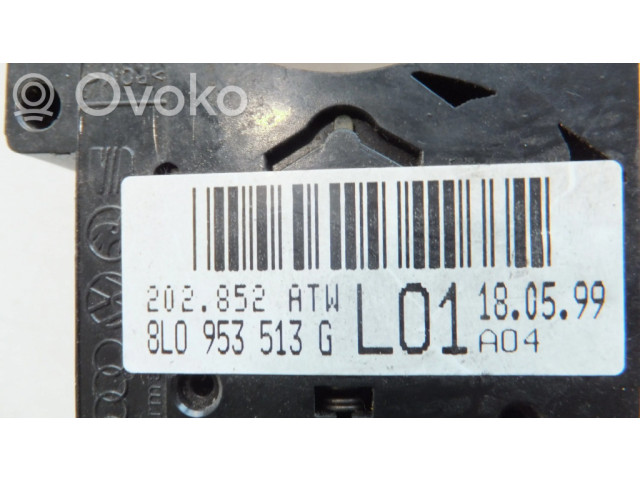 Ovoko
202.852 ATW
8L0 953 513 G
L01
18.05.99
A04